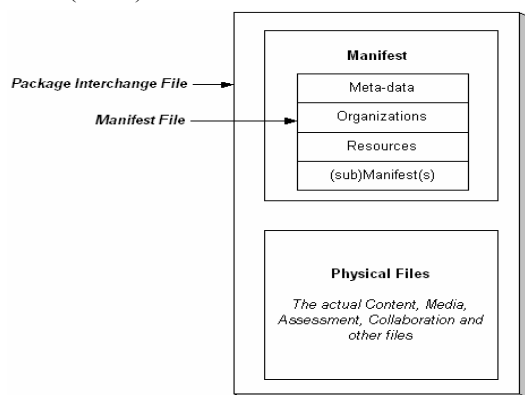 Manifest
Package Interchange File
Meta-data
Manifest File
Organizations
Resources
(sub)Manifest(s)
Physical Files
The actual Content, Media,
Assessment, Collaboration and
other files